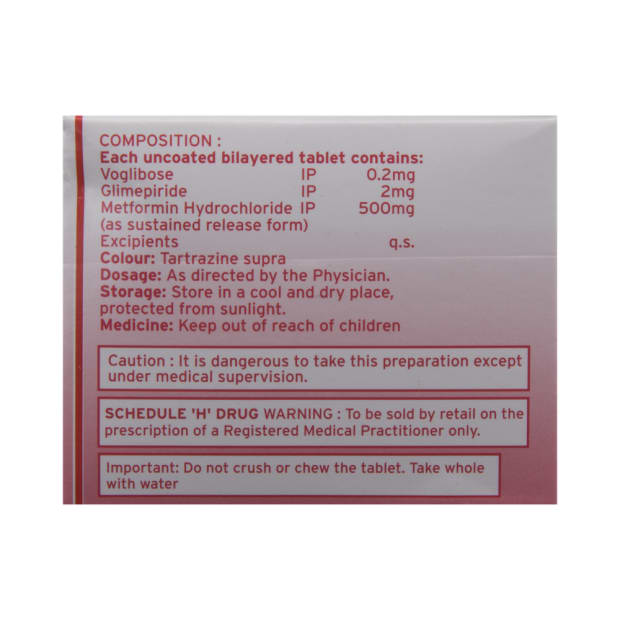 COMPOSITION :
Each uncoated bilayered tablet contains:
Voglibose IP 0.2mg
Glimepiride IP 2mg
Metformin Hydrochloride IP 500mg
(as sustained release form)
Excipients q.s.
Colour: Tartrazine supra
Dosage: As directed by the Physician.
Storage: Store in a cool and dry place,
protected from sunlight.
Medicine: Keep out of reach of children
Caution : It is dangerous to take this preparation except
under medical supervision.
SCHEDULE 'H' DRUG WARNING : To be sold by retail on the
prescription of a Registered Medical Practitioner only.
Important: Do not crush or chew the tablet. Take whole
with water